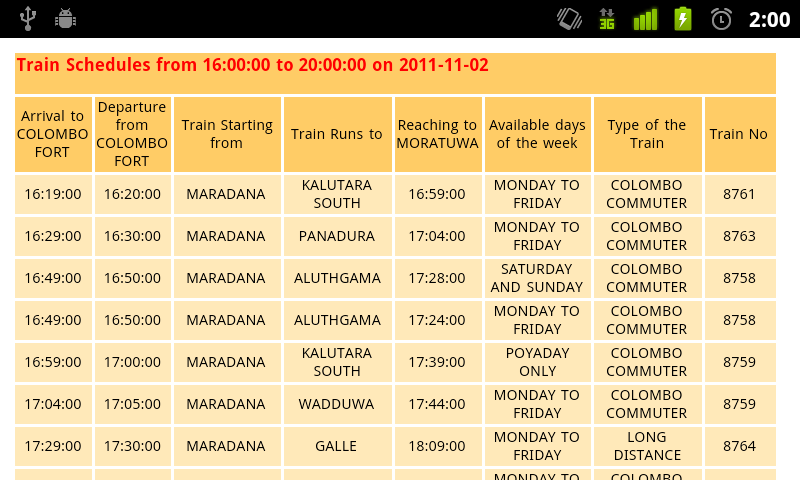 3G
2:00
Train Schedules from 16:00:00 to 20:00:00 on 2011-11-02
Arrival to COLOMBO FORT Departure from COLOMBO FORT Train Starting from Train Runs to Reaching to MORATUWA Available days of the week Type of the Train Train No
16:19:00 16:20:00 MARADANA KALUTARA SOUTH 16:59:00 MONDAY TO FRIDAY COLOMBO COMMUTER 8761
16:29:00 16:30:00 MARADANA PANADURA 17:04:00 MONDAY TO FRIDAY COLOMBO COMMUTER 8763
16:49:00 16:50:00 MARADANA ALUTHGAMA 17:28:00 SATURDAY AND SUNDAY COLOMBO COMMUTER 8758
16:49:00 16:50:00 MARADANA ALUTHGAMA 17:24:00 MONDAY TO FRIDAY COLOMBO COMMUTER 8758
16:59:00 17:00:00 MARADANA KALUTARA SOUTH 17:39:00 POYADAY ONLY COLOMBO COMMUTER 8759
17:04:00 17:05:00 MARADANA WADDUWA 17:44:00 MONDAY TO FRIDAY COLOMBO COMMUTER 8759
17:29:00 17:30:00 MARADANA GALLE 18:09:00 MONDAY TO FRIDAY LONG DISTANCE 8764
MONDAY TO COLOMBO